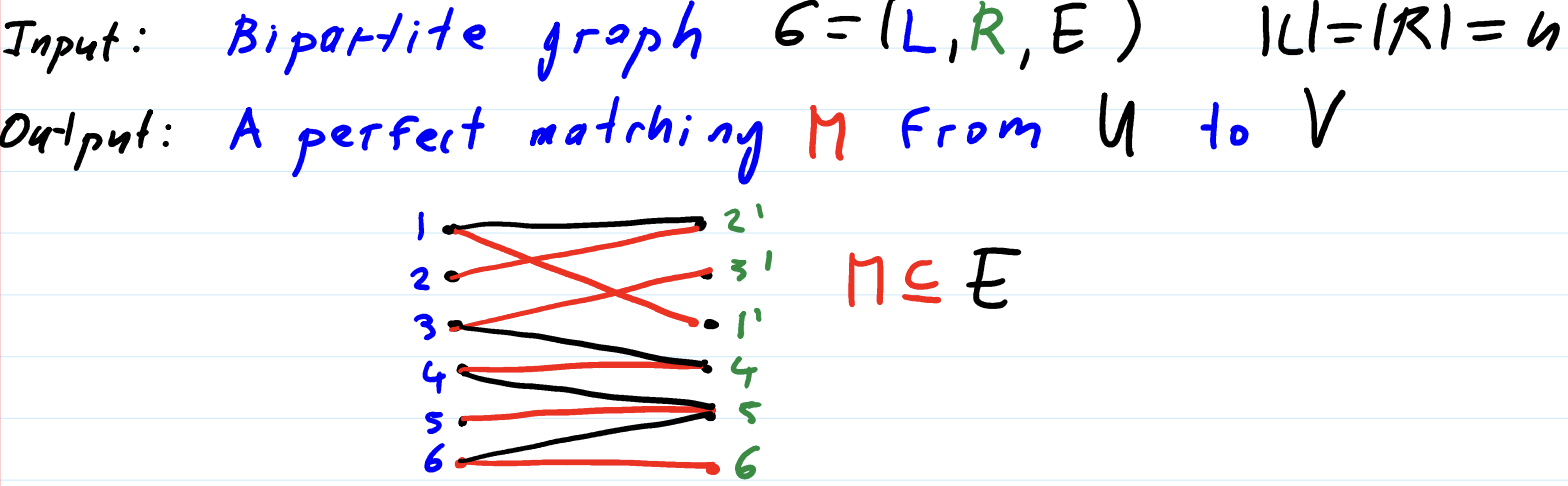 Input: Bipartite graph G = (L, R, E) |L| = |R| = n
Output: A perfect matching M from U to V
1 2'
2 3'
M ⊆ E
3 1'
4 4
5 5
6 6